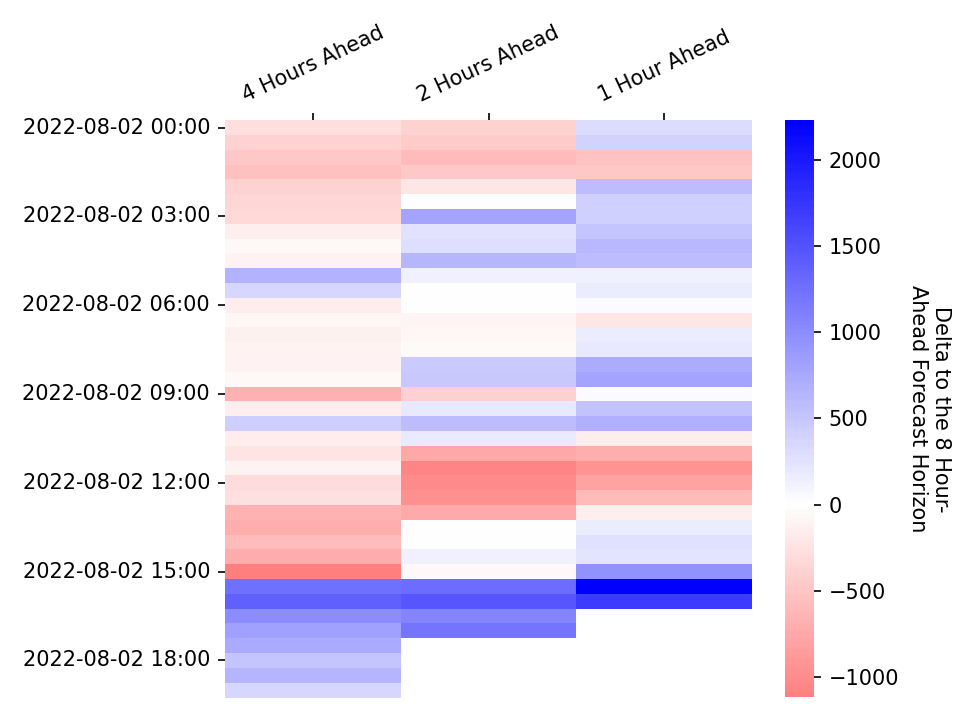 4 Hours Ahead
2 Hours Ahead
1 Hour Ahead
2022-08-02 00:00
2022-08-02 03:00
2022-08-02 06:00
2022-08-02 09:00
2022-08-02 12:00
2022-08-02 15:00
2022-08-02 18:00
2000
1500
1000
500
0
−500
−1000
Delta to the 8 Hour-
Ahead Forecast Horizon